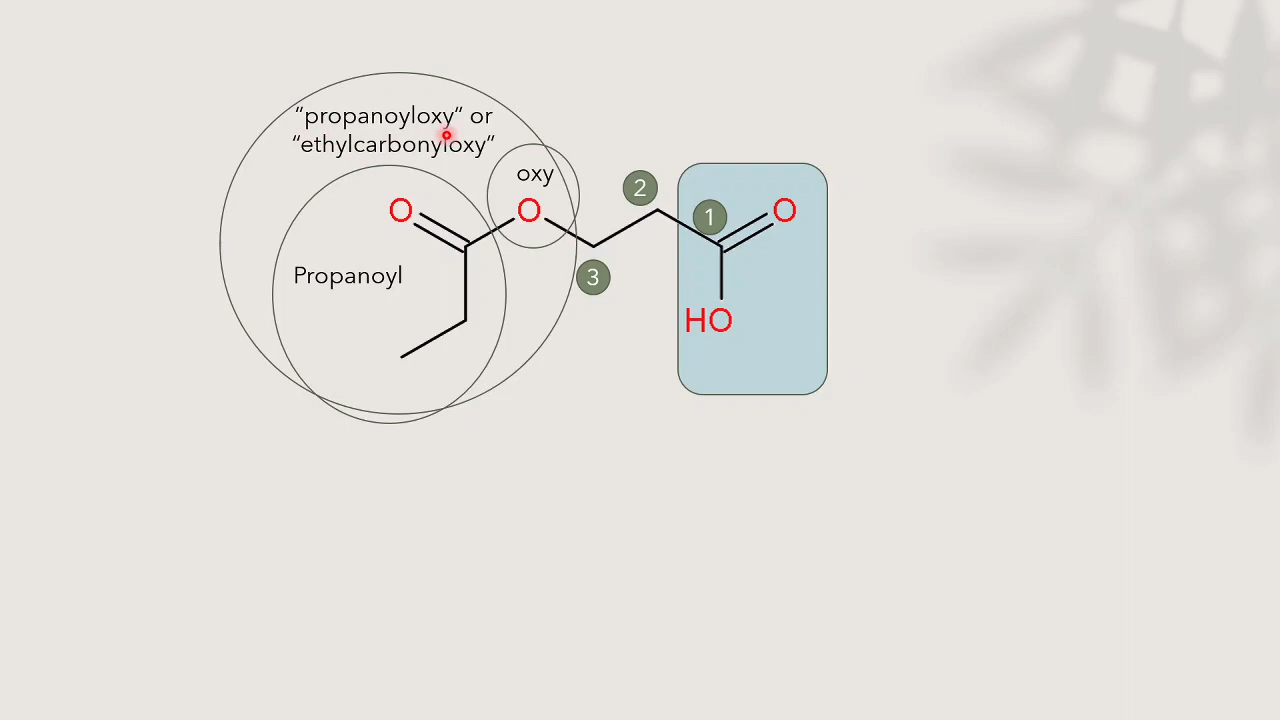 “propanoyloxy“ or
“ethylcarbonyloxy“
oxy
2
O
O
1
O
Propanoyl
3
HO